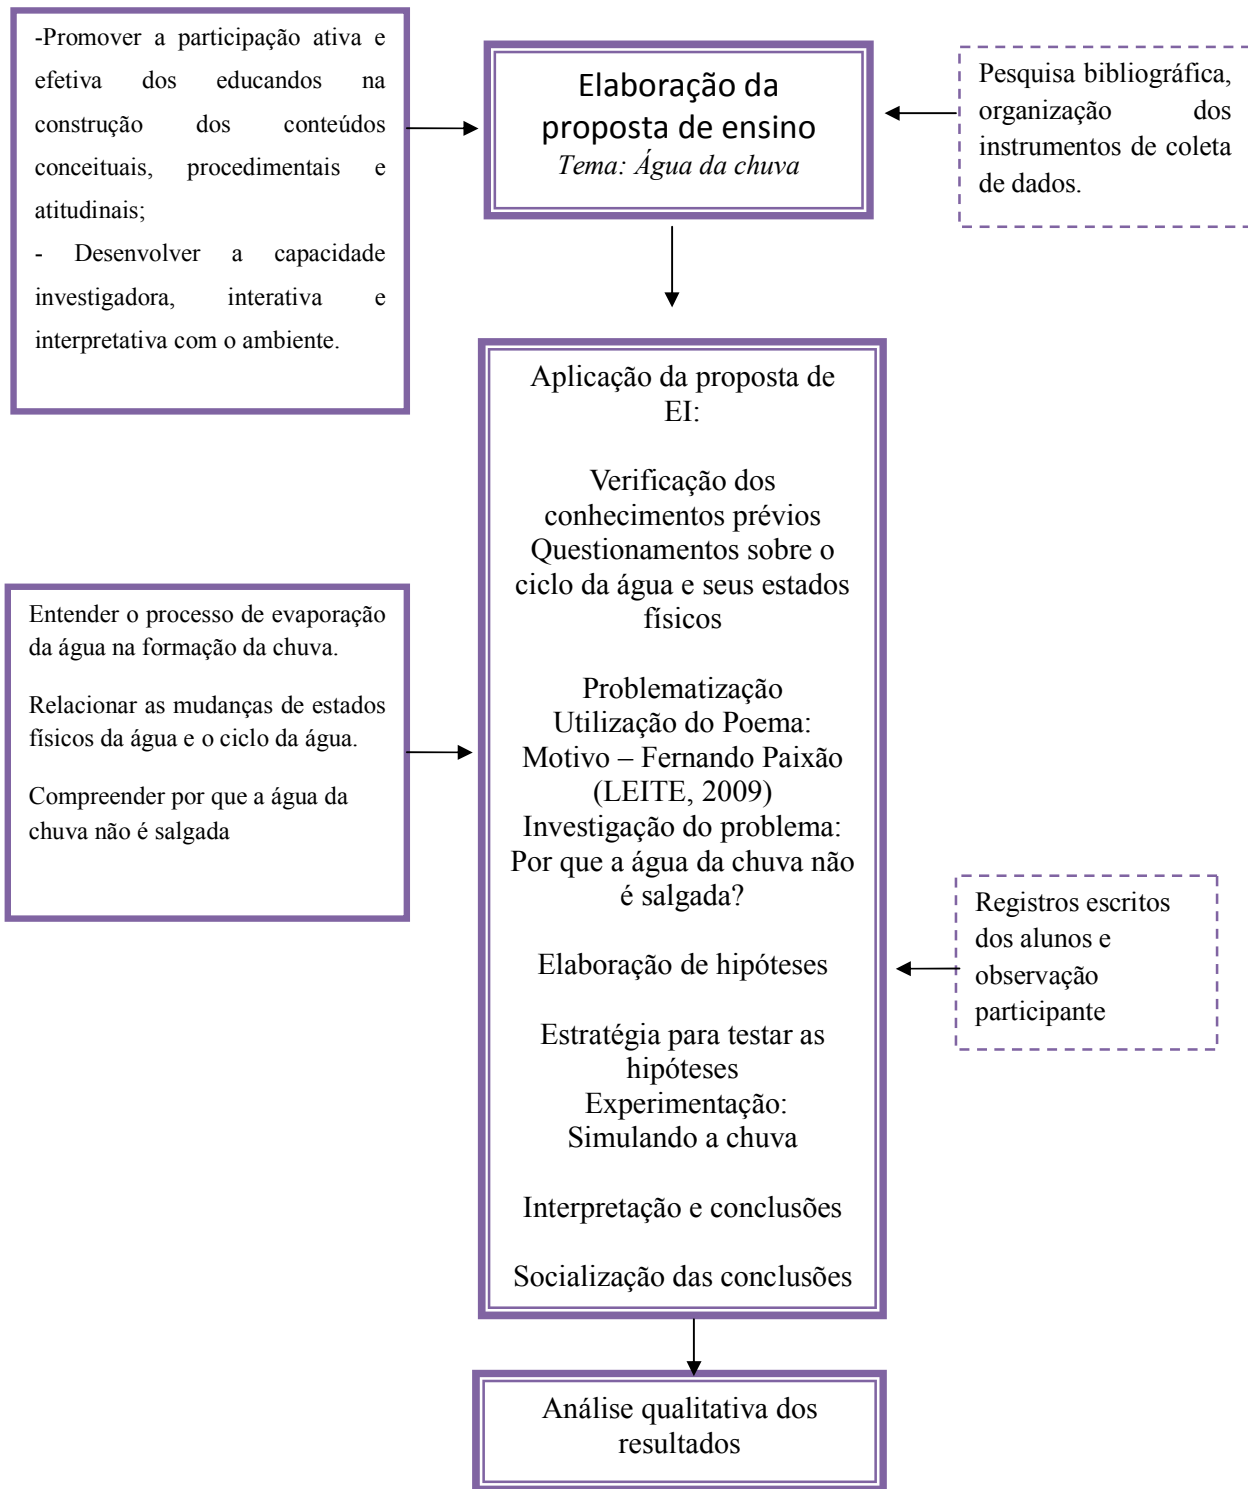 -Promover a participação ativa e
efetiva dos educandos na
construção dos conteúdos
conceituais, procedimentais e
atitudinais;
- Desenvolver a capacidade
investigadora, interativa e
interpretativa com o ambiente.
Elaboração da
proposta de ensino
Tema: Água da chuva
Pesquisa bibliográfica,
organização dos
instrumentos de coleta
de dados.
Entender o processo de evaporação
da água na formação da chuva.
Relacionar as mudanças de estados
físicos da água e o ciclo da água.
Compreender por que a água da
chuva não é salgada
Aplicação da proposta de
EI:
Verificação dos
conhecimentos prévios
Questionamentos sobre o
ciclo da água e seus estados
físicos
Problematização
Utilização do Poema:
Motivo – Fernando Paixão
(LEITE, 2009)
Investigação do problema:
Por que a água da chuva não
é salgada?
Elaboração de hipóteses
Estratégia para testar as
hipóteses
Experimentação:
Simulando a chuva
Interpretação e conclusões
Socialização das conclusões
Registros escritos
dos alunos e
observação
participante
Análise qualitativa dos
resultados